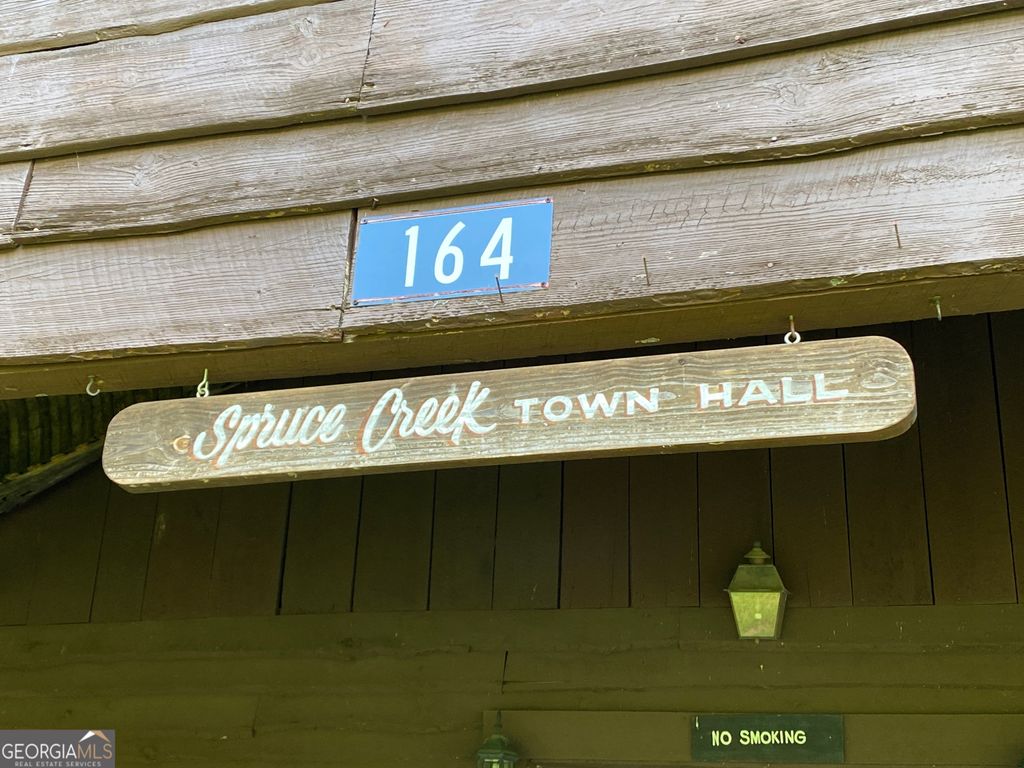 164
Spruce Creek TOWN HALL
NO SMOKING
GEORGIAMLS
REAL ESTATE SERVICES